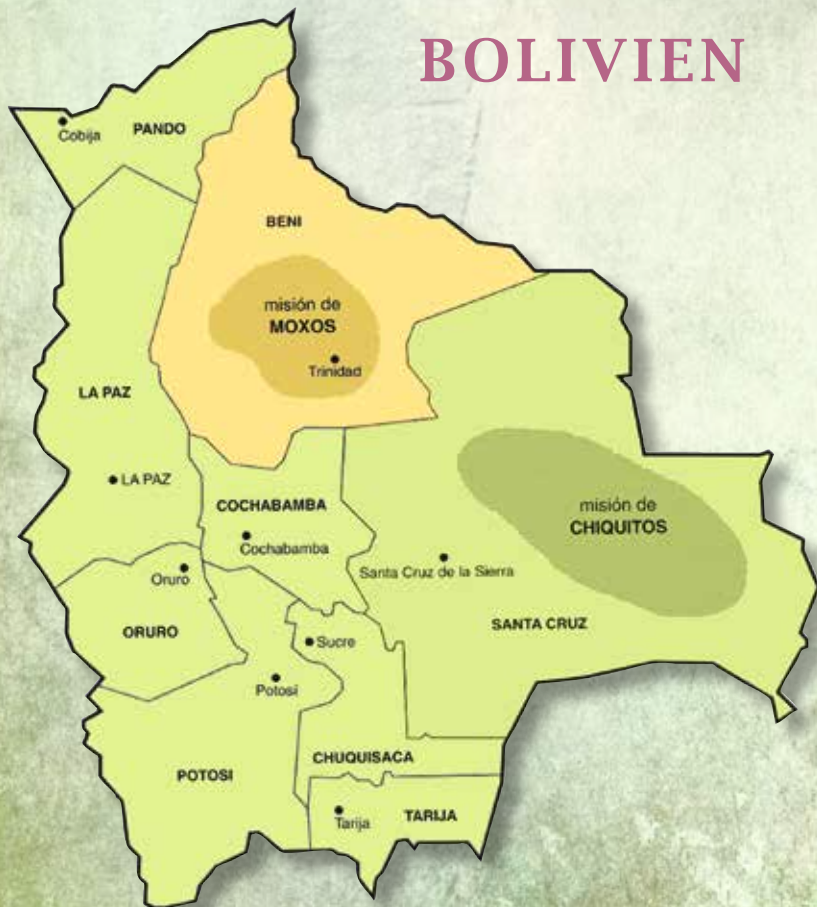 BOLIVIEN
Cobija
PANDO
BENI
misión de
MOXOS
Trinidad
LA PAZ
LA PAZ
COCHABAMBA
Cochabamba
misión de
CHIQUITOS
Santa Cruz de la Sierra
SANTA CRUZ
Oruro
ORURO
Sucre
Potosí
POTOSI
CHUQUISACA
Tarija
TARIJA